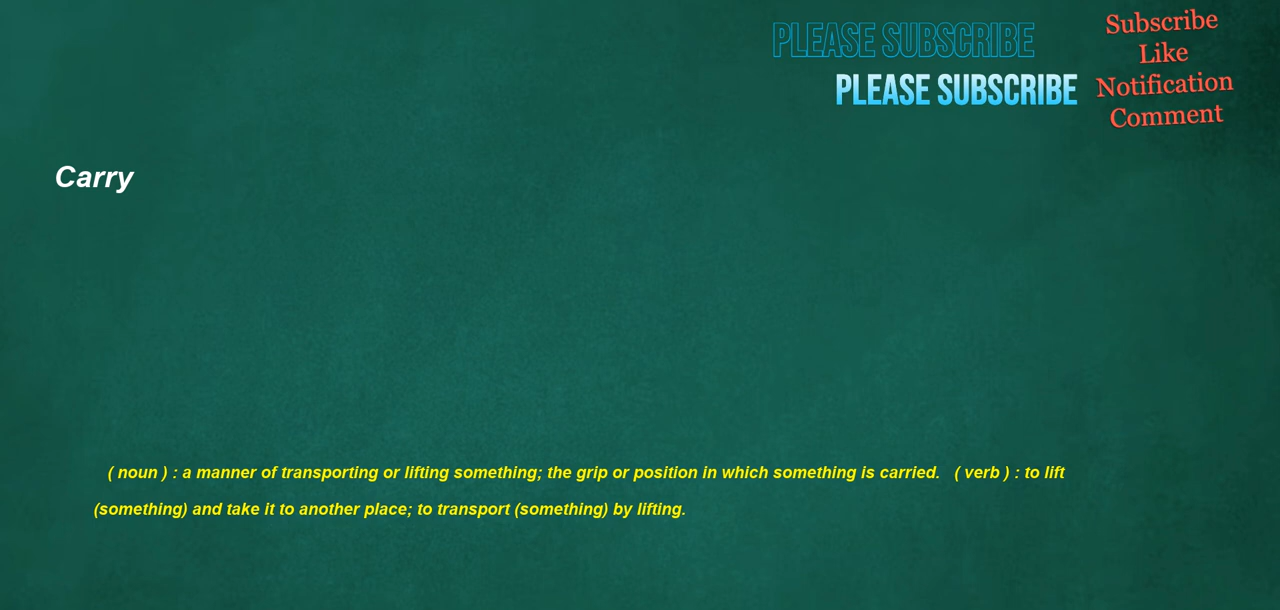 PLEASE SUBSCRIBE
PLEASE SUBSCRIBE
Subscribe
Like
Notification
Comment
Carry
( noun ) : a manner of transporting or lifting something; the grip or position in which something is carried.   ( verb ) : to lift
(something) and take it to another place; to transport (something) by lifting.